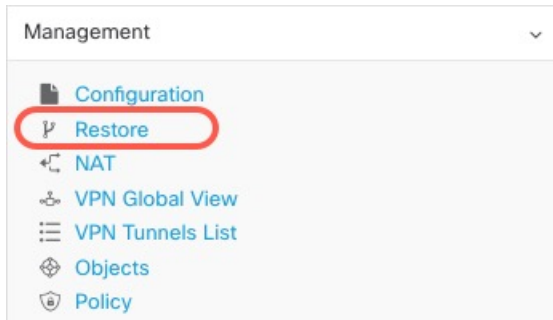 Management
Configuration
Restore
NAT
VPN Global View
VPN Tunnels List
Objects
Policy